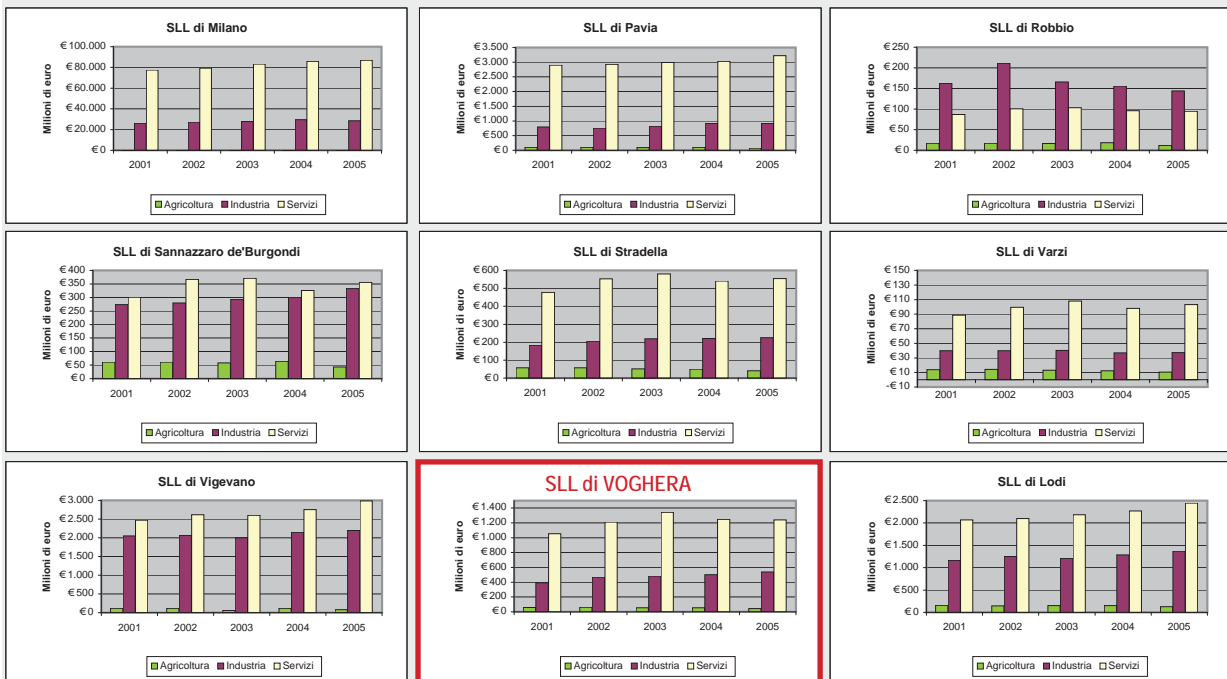 SLL di Milano
Milioni di euro
€100.000
€80.000
€60.000
€40.000
€20.000
€0
2001 2002 2003 2004 2005
Agricoltura Industria Servizi
SLL di Pavia
Milioni di euro
€3.500
€3.000
€2.500
€2.000
€1.500
€1.000
€500
€0
2001 2002 2003 2004 2005
Agricoltura Industria Servizi
SLL di Robbio
Milioni di euro
€250
€200
€150
€100
€50
€0
2001 2002 2003 2004 2005
Agricoltura Industria Servizi
SLL di Sannazzaro de'Burgondi
Milioni di euro
€400
€350
€300
€250
€200
€150
€100
€50
€0
2001 2002 2003 2004 2005
Agricoltura Industria Servizi
SLL di Stradella
Milioni di euro
€600
€500
€400
€300
€200
€100
€0
2001 2002 2003 2004 2005
Agricoltura Industria Servizi
SLL di Varzi
Milioni di euro
€150
€130
€110
€90
€70
€50
€30
€10
-€10
2001 2002 2003 2004 2005
Agricoltura Industria Servizi
SLL di Vigevano
Milioni di euro
€3.000
€2.500
€2.000
€1.500
€1.000
€500
€0
2001 2002 2003 2004 2005
Agricoltura Industria Servizi
SLL di VOGHERA
Milioni di euro
€1.400
€1.200
€1.000
€800
€600
€400
€200
€0
2001 2002 2003 2004 2005
Agricoltura Industria Servizi
SLL di Lodi
Milioni di euro
€2.500
€2.000
€1.500
€1.000
€500
€0
2001 2002 2003 2004 2005
Agricoltura Industria Servizi